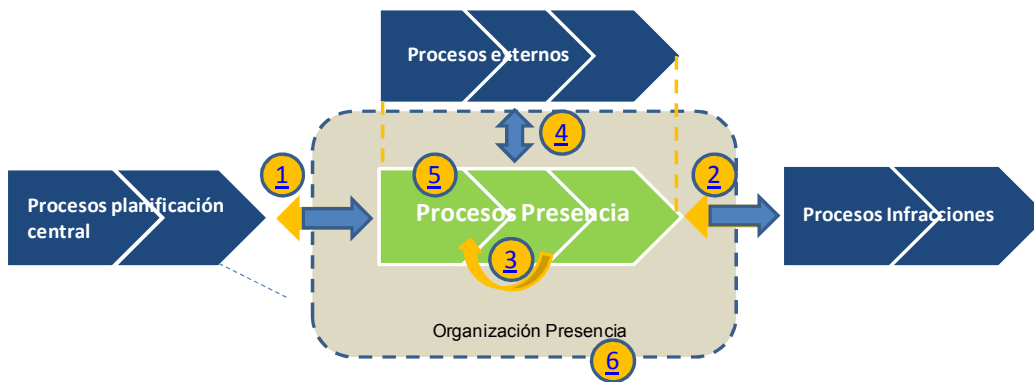 Procesos externos
4
1
5
2
Procesos planificación
central
Procesos Presencia
Procesos Infracciones
3
Organización Presencia
6